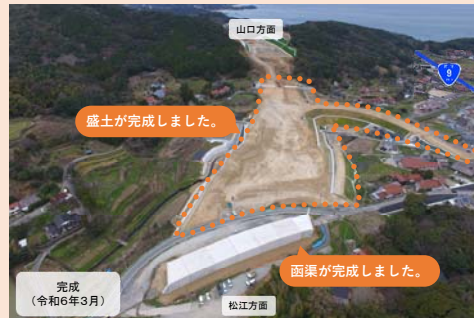 山口方面
9
盛土が完成しました。
函渠が完成しました。
完成
（令和6年3月）
松江方面